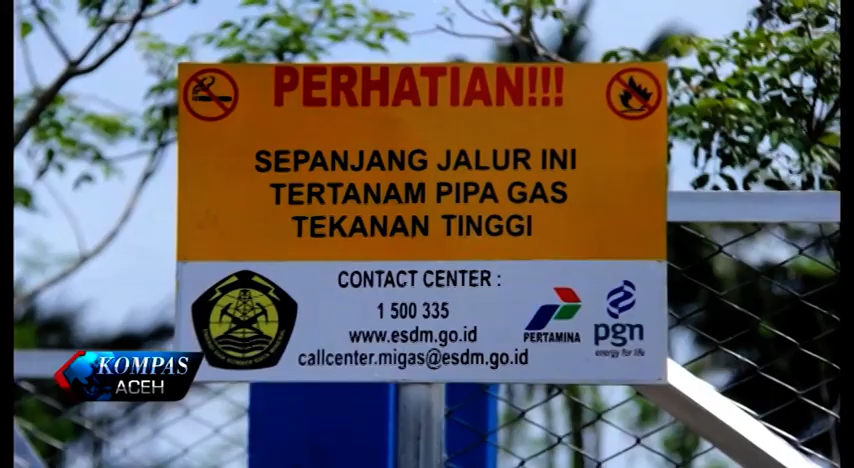 PERHATIAN!!!
SEPANJANG JALUR INI
TERTANAM PIPA GAS
TEKANAN TINGGI
CONTACT CENTER :
1 500 335
www.esdm.go.id
callcenter.migas@esdm.go.id
PERTAMINA
pgn
energy for life
KOMPAS
ACEH